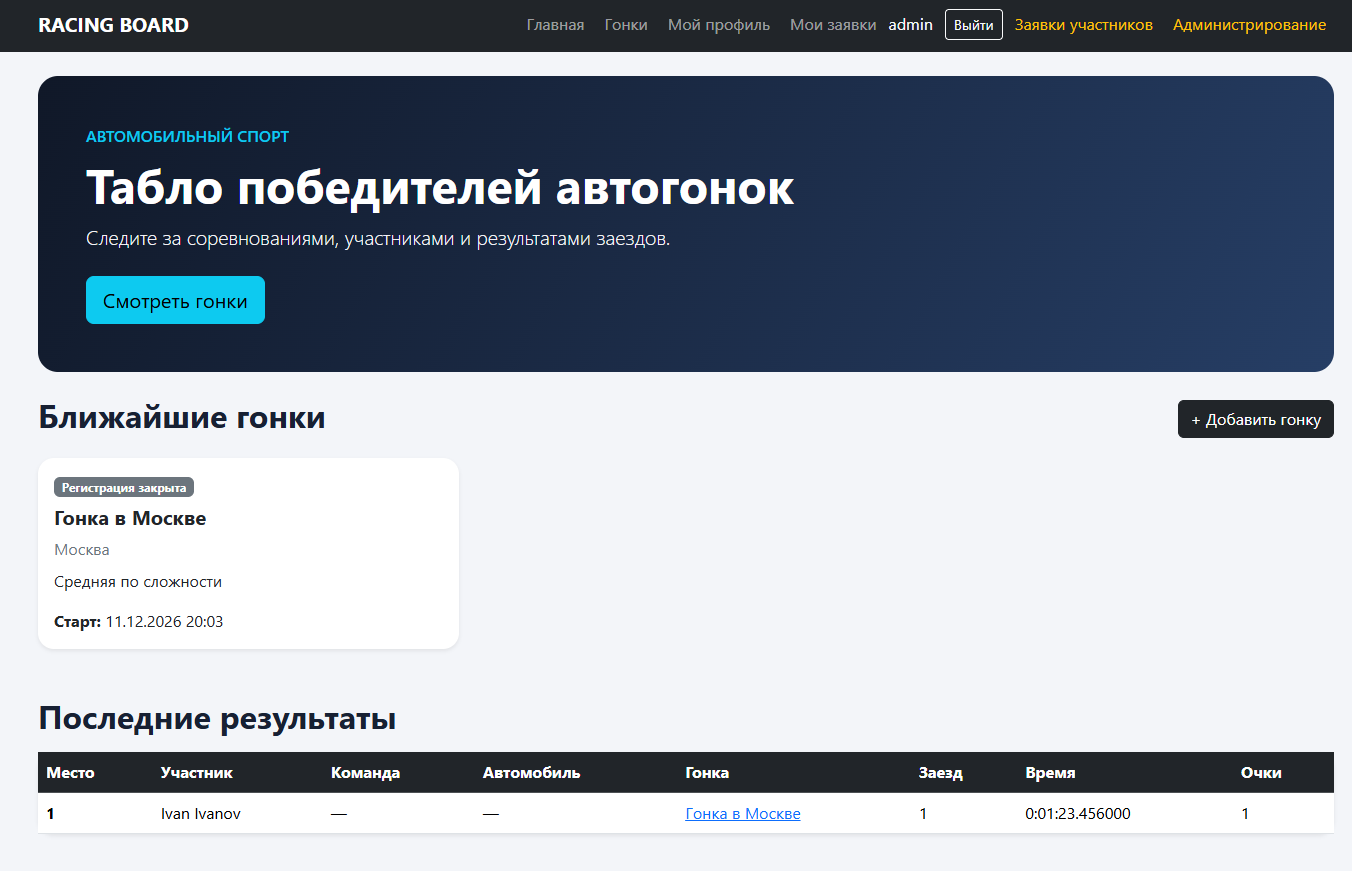 RACING BOARD Главная Гонки Мой профиль Мои заявки admin Выйти Заявки участников Администрирование
АВТОМОБИЛЬНЫЙ СПОРТ
Табло победителей автогонок
Следите за соревнованиями, участниками и результатами заездов.
Смотреть гонки
Ближайшие гонки + Добавить гонку
Регистрация закрыта
Гонка в Москве
Москва
Средняя по сложности
Старт: 11.12.2026 20:03
Последние результаты
Место Участник Команда Автомобиль Гонка Заезд Время Очки
1 Ivan Ivanov — — Гонка в Москве 1 0:01:23.456000 1